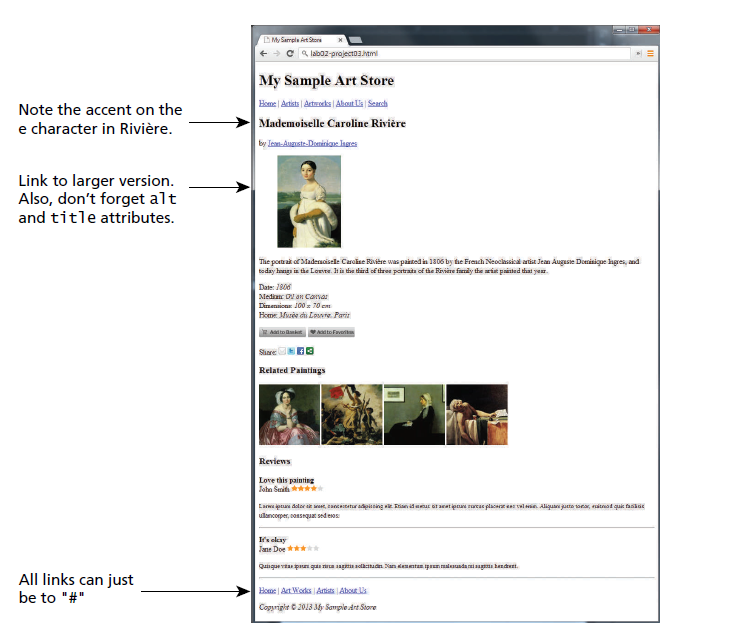 My Sample Art Store
lab02-project03.html
My Sample Art Store
Home | Artists | Artworks | About Us | Search
Note the accent on the
e character in Rivière.
Mademoiselle Caroline Rivière
by Jean-Auguste-Dominique Ingres
Link to larger version.
Also, don't forget alt
and title attributes.
The portrait of Mademoiselle Caroline Rivière was painted in 1806 by the French Neoclassical artist Jean Auguste Dominique Ingres, and
today hangs in the Louvre. It is the third of three portraits of the Rivière family the artist painted that year.
Date: 1806
Medium: Oil on Canvas
Dimensions: 100 x 70 cm
Home: Musée du Louvre, Paris
Add to Basket Add to Favorites
Share:
Related Paintings
Reviews
Love this painting
John Smith
Lorem ipsum dolor sit amet, consectetur adipiscing elit. Etiam id metus sit amet ipsum cursus placerat nec vel enim. Aliquam justo tortor, euismod quis facilisis
ullamcorper, consequat sed eros.
It's okay
Jane Doe
Quisque vitae ipsum quis risus sagittis sollicitudin. Nam elementum ipsum malesuada mi sagittis hendrerit.
All links can just
be to "#"
Home | Art Works | Artists | About Us
Copyright © 2013 My Sample Art Store